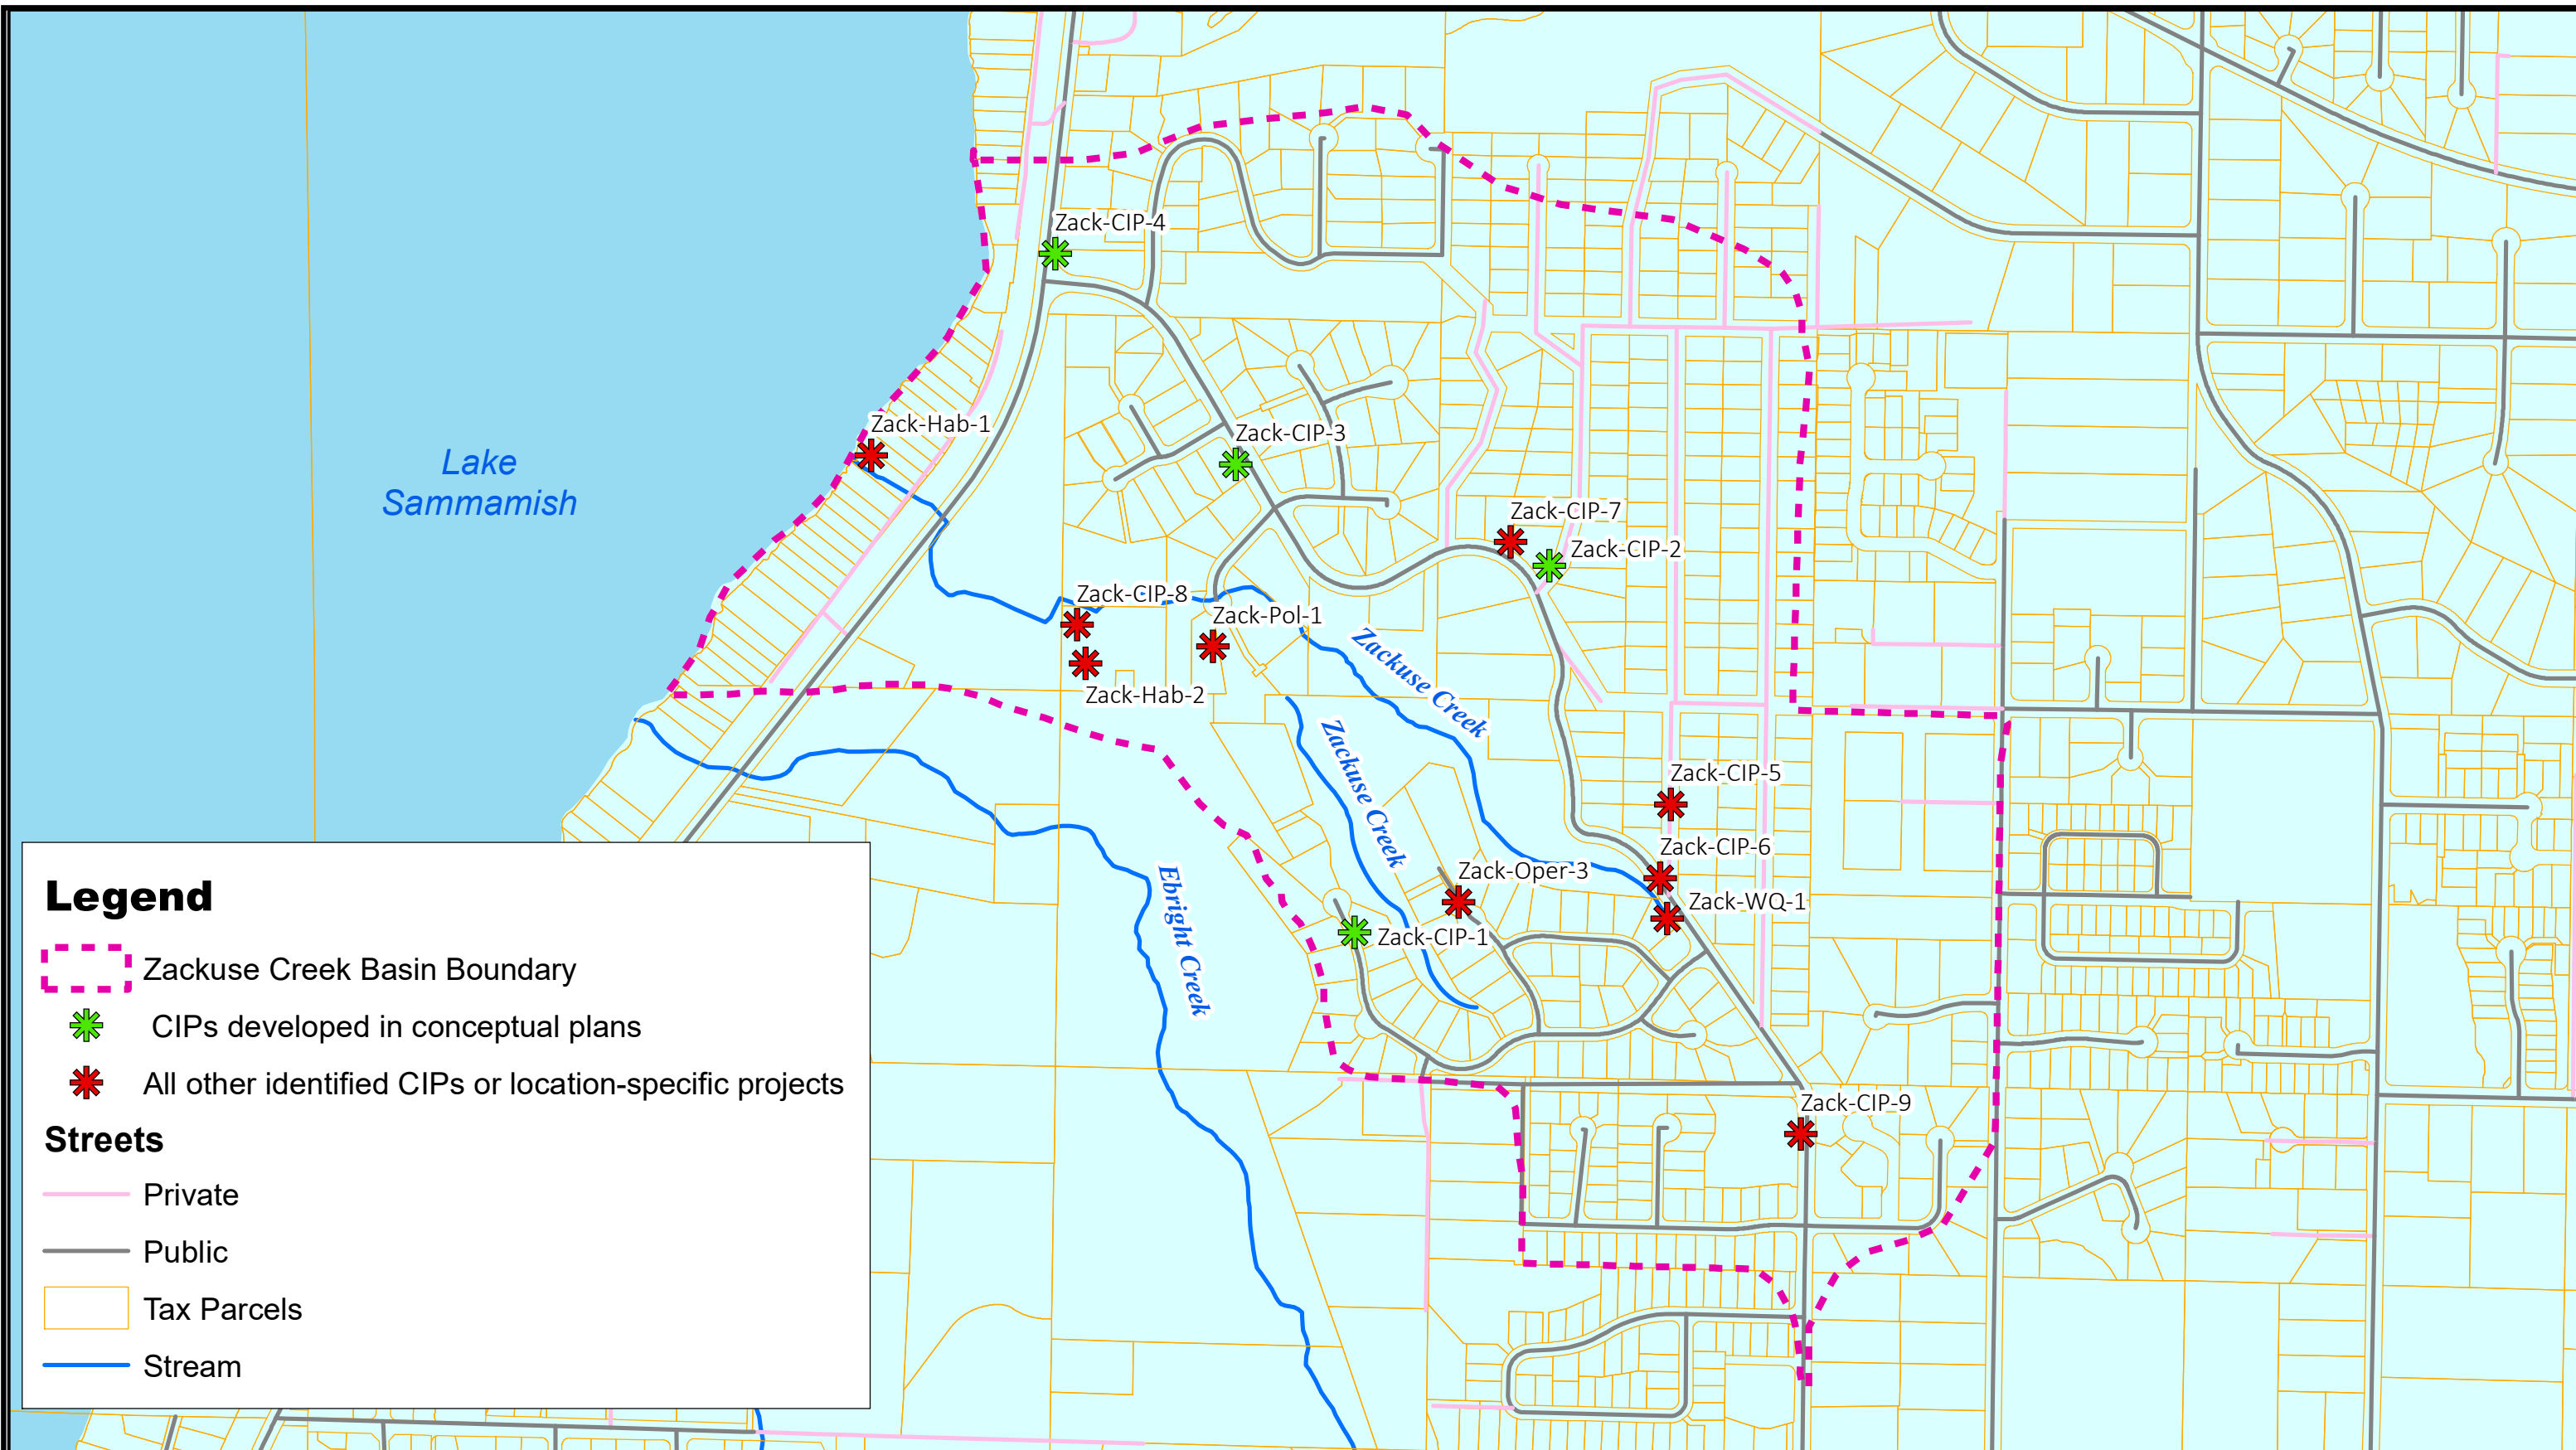 Zack-CIP-4
Zack-Hab-1
Zack-CIP-3
Lake
Sammamish
Zack-CIP-7
Zack-CIP-2
Zack-CIP-8
Zack-Pol-1
Zackuse Creek
Zack-Hab-2
Zackuse Creek
Zack-CIP-5
Zack-CIP-6
Zack-Oper-3
Zack-WQ-1
Zack-CIP-1
Ebright Creek
Zack-CIP-9
Legend
Zackuse Creek Basin Boundary
CIPs developed in conceptual plans
All other identified CIPs or location-specific projects
Streets
Private
Public
Tax Parcels
Stream